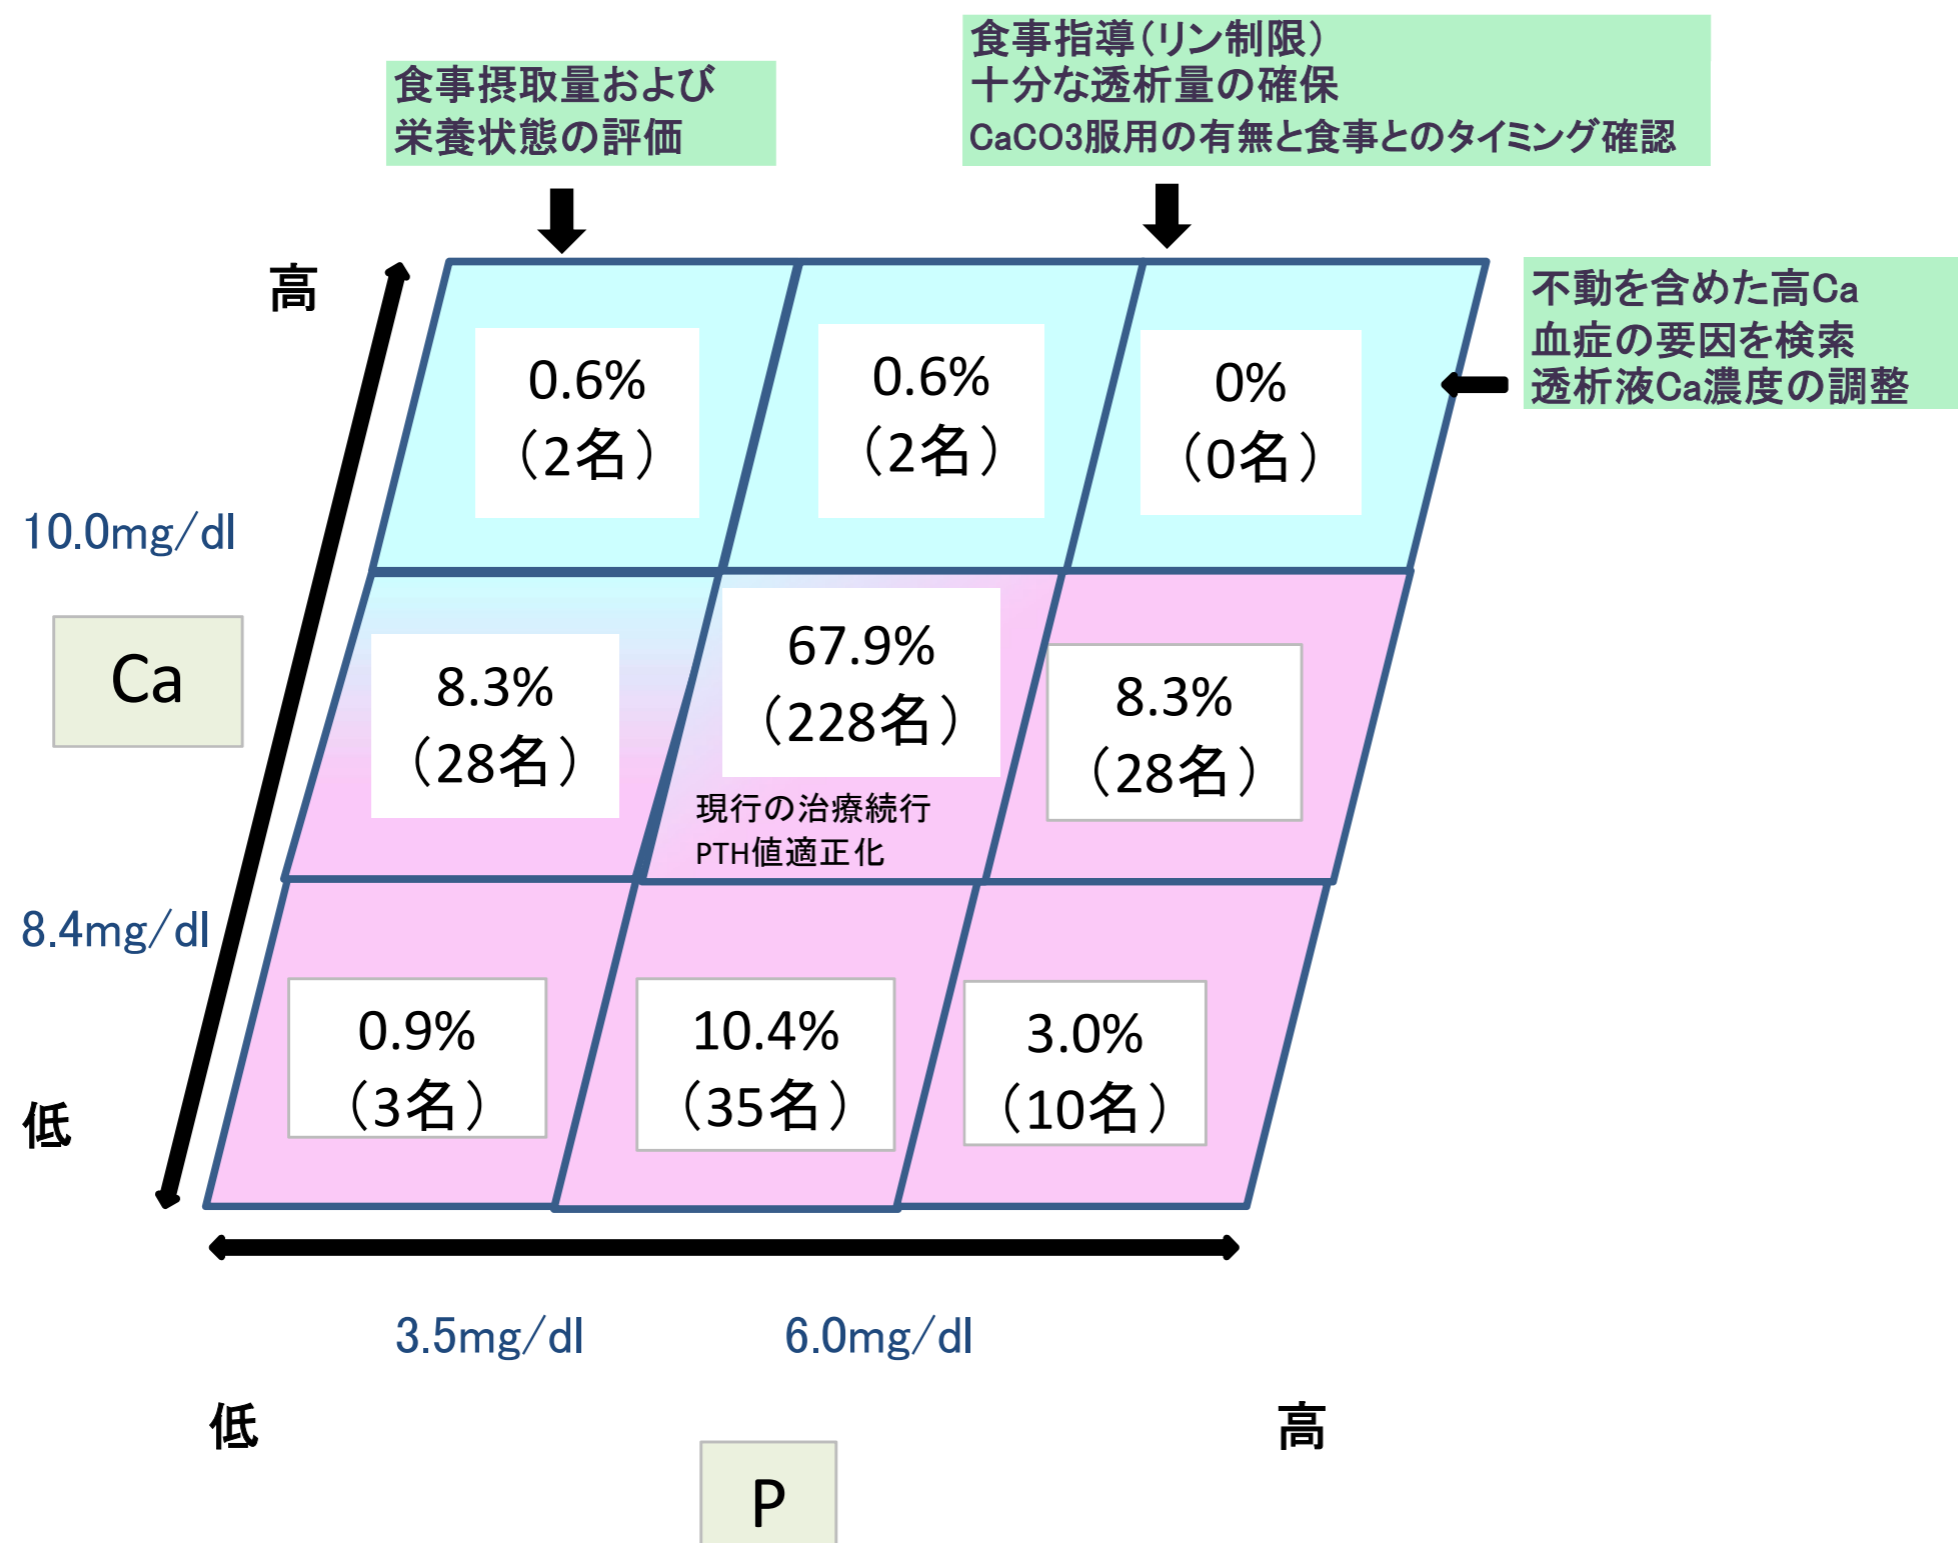 食事摂取量および
栄養状態の評価
食事指導（リン制限）
十分な透析量の確保
CaCO3服用の有無と食事とのタイミング確認
不動を含めた高Ca
血症の要因を検索
透析液Ca濃度の調整
高
0.6%
（2名）
0.6%
（2名）
0%
（0名）
10.0mg/dl
Ca
8.3%
（28名）
67.9%
（228名）
現行の治療続行
PTH値適正化
8.3%
（28名）
8.4mg/dl
低
0.9%
（3名）
10.4%
（35名）
3.0%
（10名）
3.5mg/dl
6.0mg/dl
低
高
P